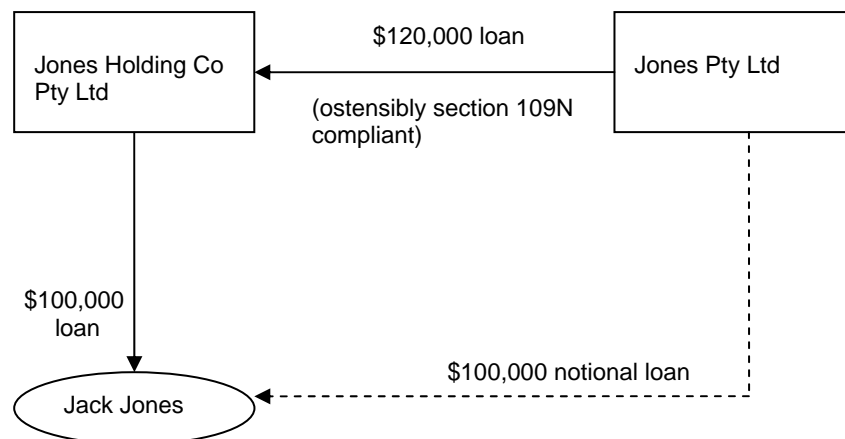 $120,000 loan
Jones Holding Co
Pty Ltd
Jones Pty Ltd
(ostensibly section 109N
compliant)
$100,000
loan
$100,000 notional loan
Jack Jones